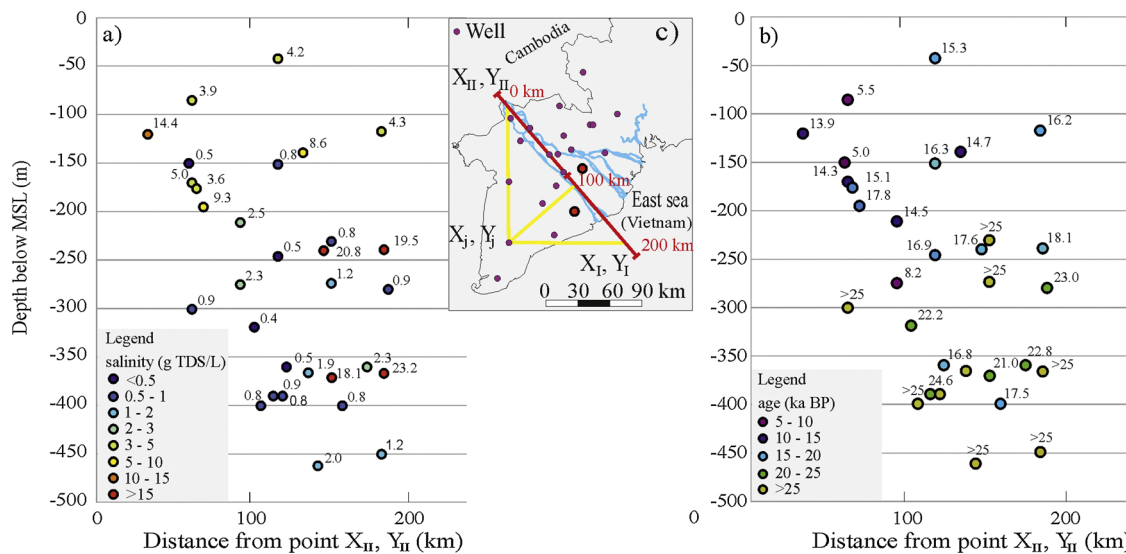 a)
Depth below MSL (m)
0
-50
-100
-150
-200
-250
-300
-350
-400
-450
-500
4.2
3.9
14.4
4.3
8.6
0.5
0.8
5.0
3.6
9.3
2.5
0.8
0.5
20.8
19.5
2.3
1.2
0.9
0.9
0.4
0.5
1.9
2.3
18.1
23.2
0.9
0.8
0.8
0.8
1.2
2.0
Legend
salinity (g TDS/L)
<0.5
0.5 - 1
1 - 2
2 - 3
3 - 5
5 - 10
10 - 15
>15
0
100
200
Distance from point XII, YII (km)
c)
Well
Cambodia
XII, YII
0 km
100 km
East sea
(Vietnam)
Xj, Yj
200 km
XI, YI
0 30 60 90 km
b)
0
-50
-100
-150
-200
-250
-300
-350
-400
-450
-500
15.3
5.5
13.9
16.2
14.7
5.0
16.3
14.3
15.1
17.8
14.5
>25
16.9
17.6
18.1
8.2
>25
23.0
>25
22.2
16.8
21.0
22.8
>25
>25
24.6
17.5
>25
>25
Legend
age (ka BP)
5 - 10
10 - 15
15 - 20
20 - 25
>25
0
100
200
Distance from point XII, YII (km)